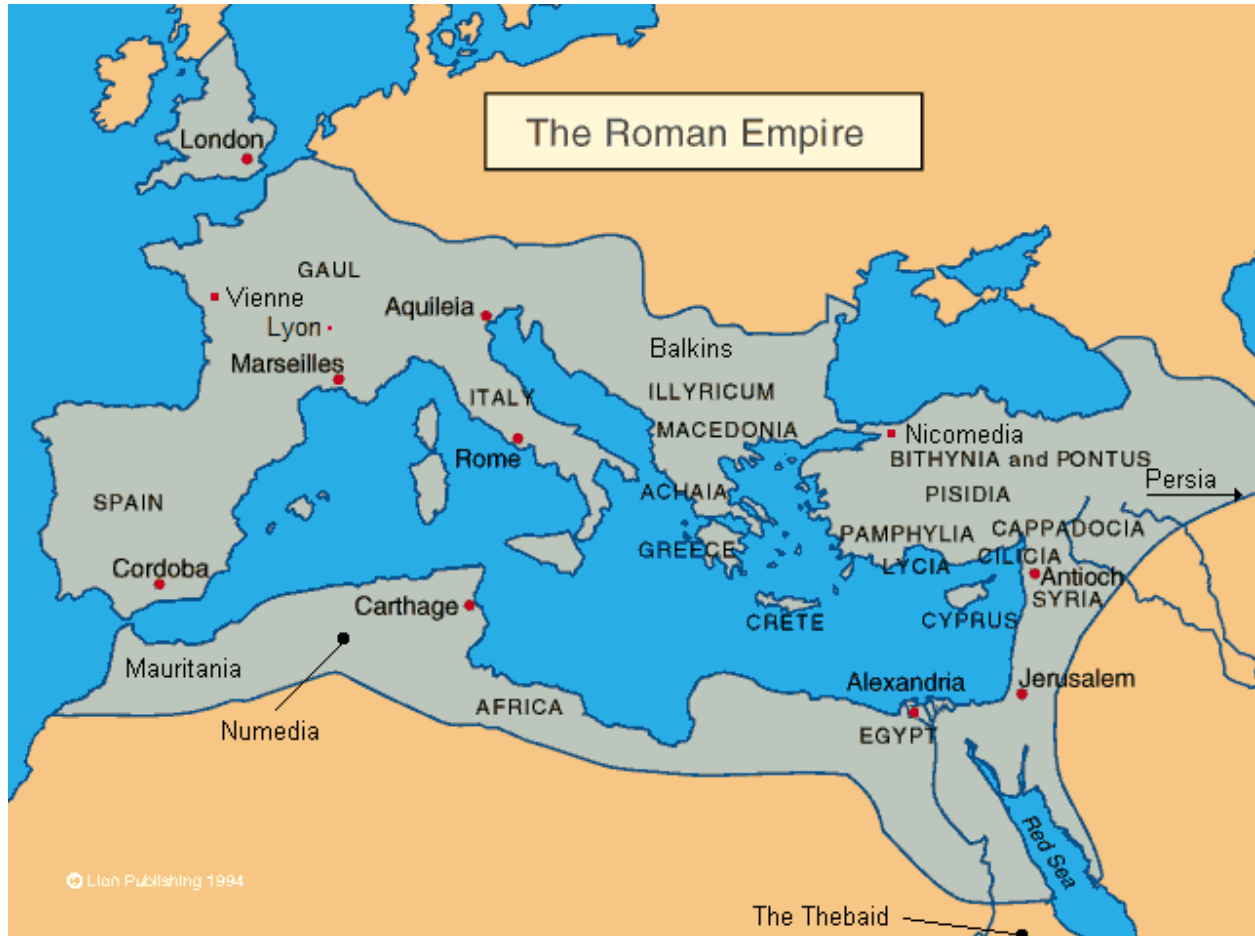 The Roman Empire
London
GAUL
Vienne
Lyon
Aquileia
Marseilles
Balkins
ILLYRICUM
ITALY
MACEDONIA
Rome
Nicomedia
BITHYNIA and PONTUS
Persia
SPAIN
ACHAIA
PISIDIA
GREECE
PAMPHYLIA
CAPPADOCIA
CILICIA
LYCIA
Antioch
SYRIA
Cordoba
Carthage
CRETE
CYPRUS
Mauritania
Numedia
AFRICA
Alexandria
Jerusalem
EGYPT
Red Sea
© Lion Publishing 1994
The Thebaid